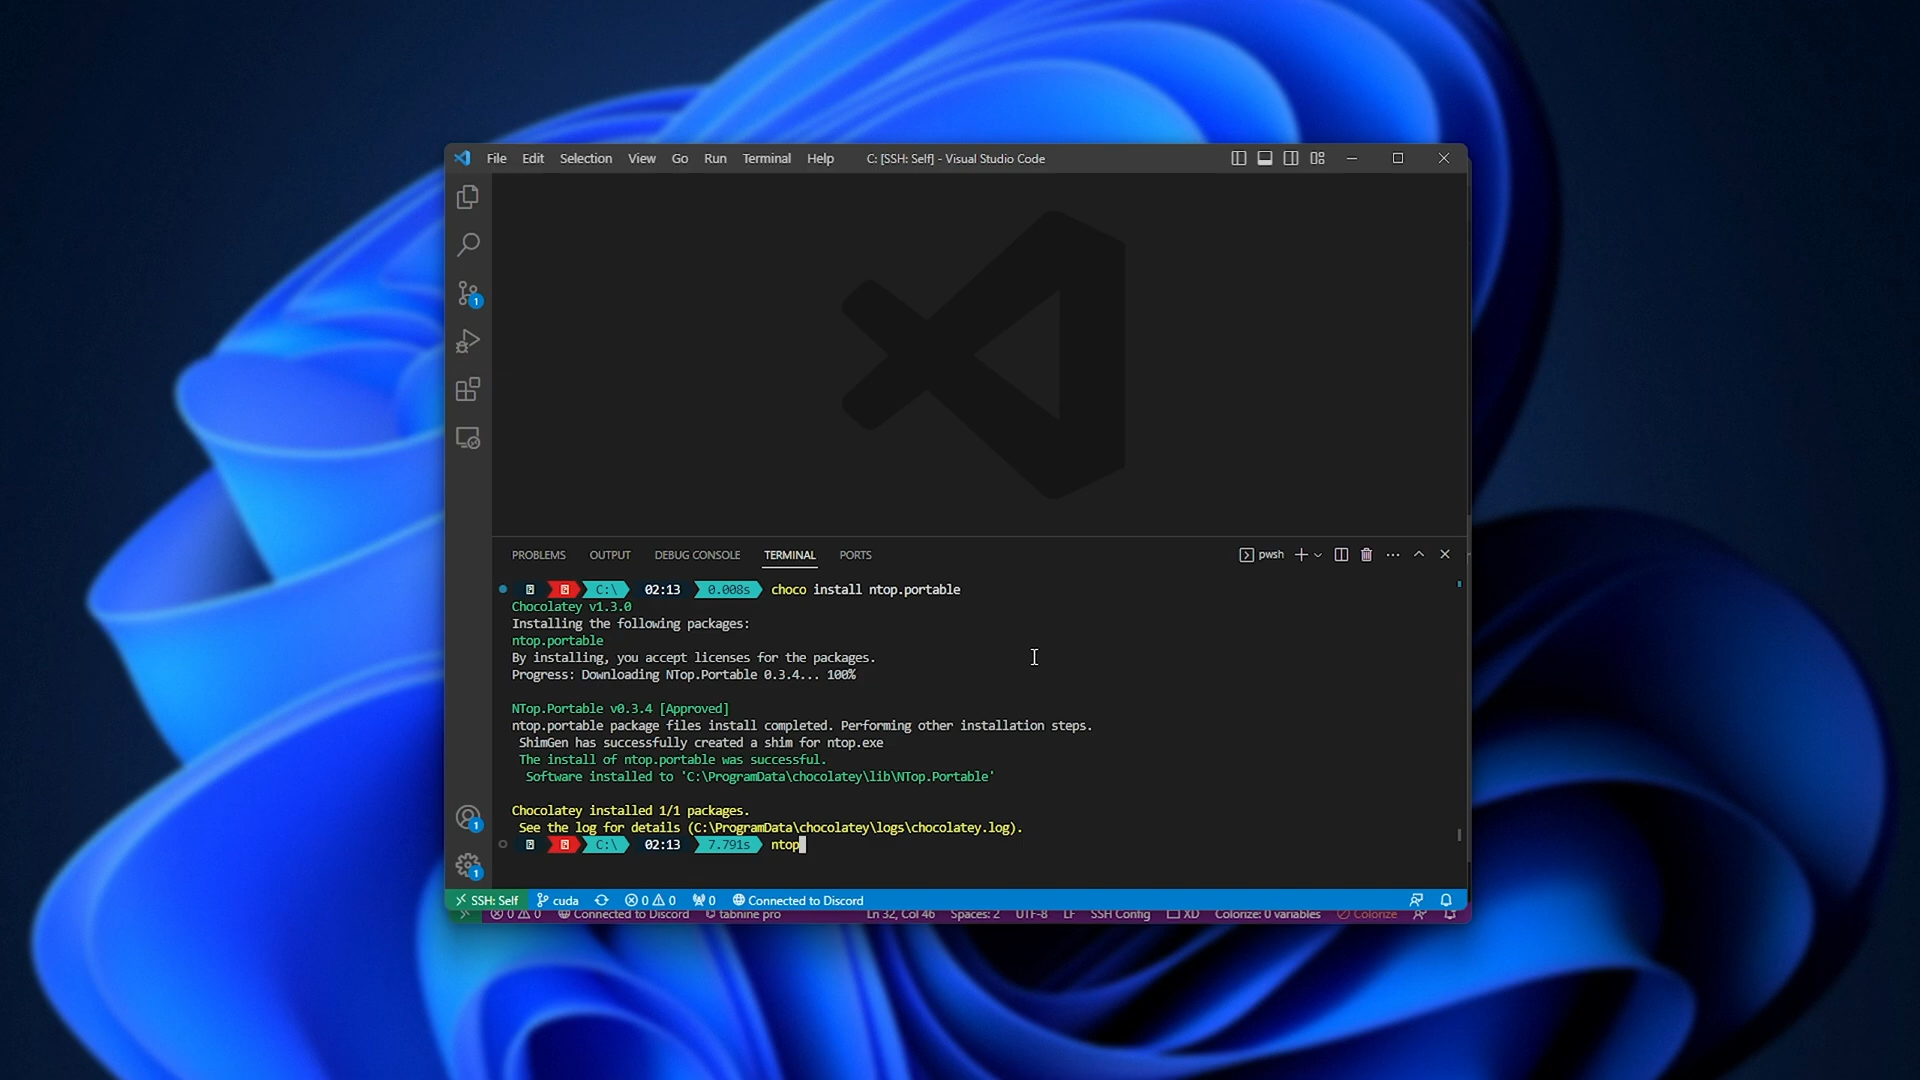 File Edit Selection View Go Run Terminal Help C: [SSH: Self] - Visual Studio Code
1
PROBLEMS OUTPUT DEBUG CONSOLE TERMINAL PORTS pwsh
C:\ 02:13 0.008s choco install ntop.portable
Chocolatey v1.3.0
Installing the following packages:
ntop.portable
By installing, you accept licenses for the packages.
Progress: Downloading NTop.Portable 0.3.4... 100%
NTop.Portable v0.3.4 [Approved]
ntop.portable package files install completed. Performing other installation steps.
ShimGen has successfully created a shim for ntop.exe
The install of ntop.portable was successful.
Software installed to 'C:\ProgramData\chocolatey\lib\NTop.Portable'
Chocolatey installed 1/1 packages.
1
See the log for details (C:\ProgramData\chocolatey\logs\chocolatey.log).
C:\ 02:13 7.791s ntop
1
SSH: Self cuda 0 0 0 Connected to Discord
0 0 Connected to Discord tabnine pro Ln 32, Col 46 Spaces: 2 UTF-8 LF SSH Config XD Colorize: 0 variables Colorize